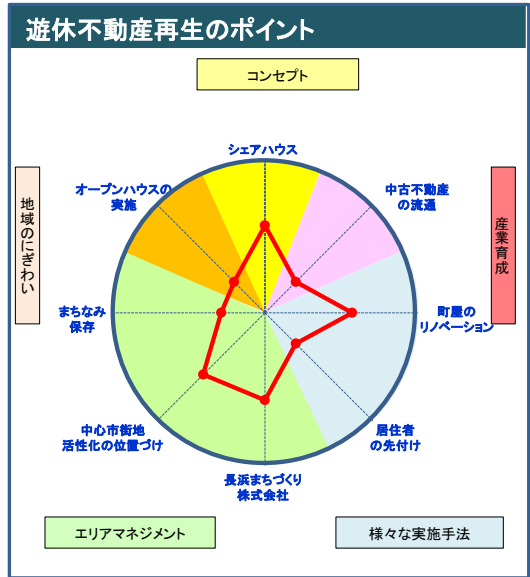 遊休不動産再生のポイント
コンセプト
シェアハウス
オープンハウスの
実施
中古不動産
の流通
地域のにぎわい
産業育成
まちなみ
保存
町屋の
リノベーション
中心市街地
活性化の位置づけ
居住者
の先付け
長浜まちづくり
株式会社
エリアマネジメント
様々な実施手法